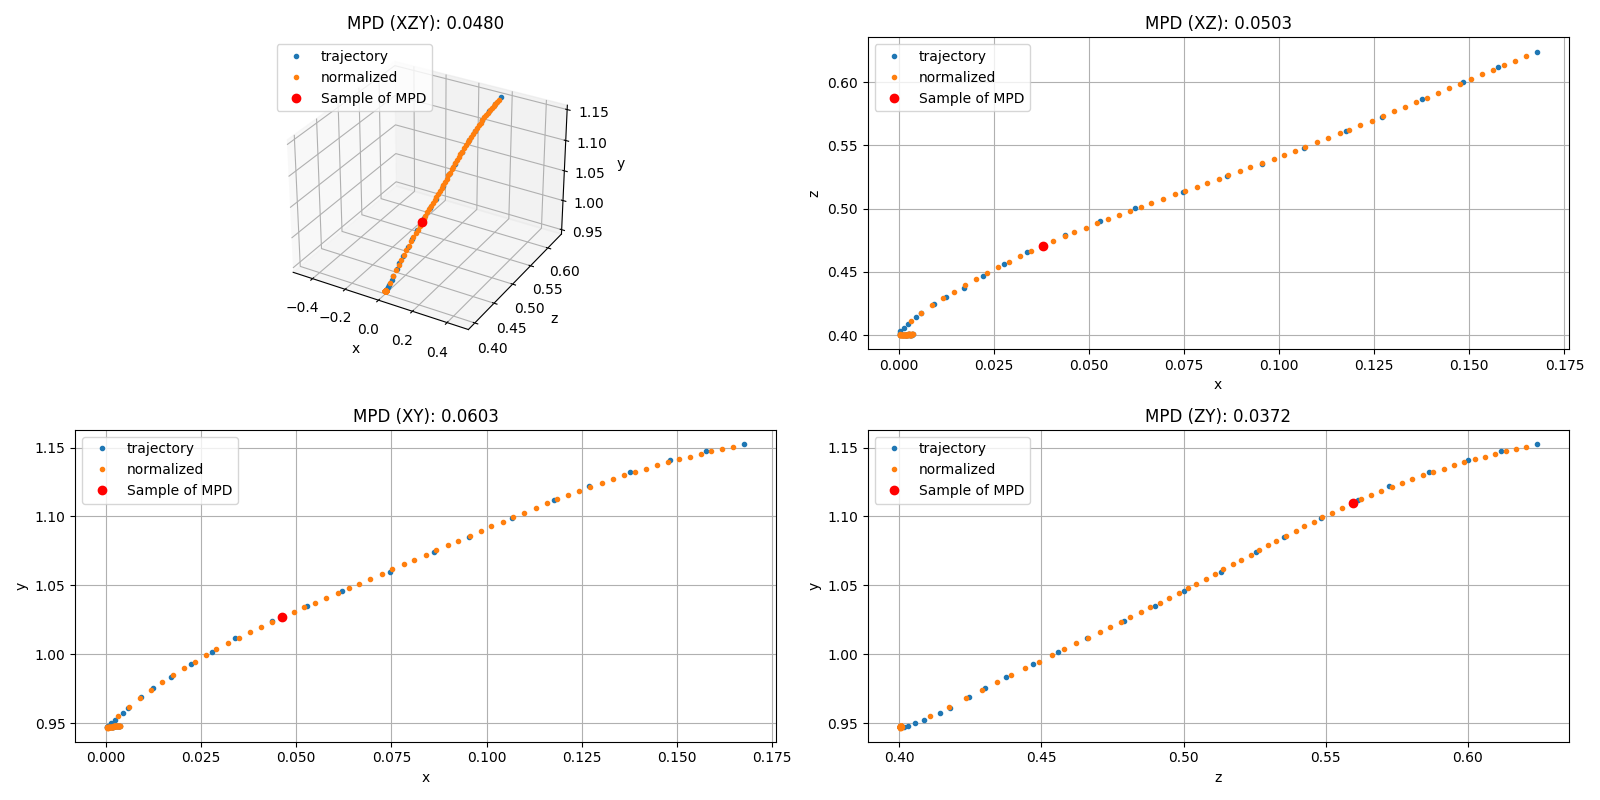 MPD (XZY): 0.0480
trajectory
normalized
Sample of MPD
1.15
1.10
1.05
1.00
0.95
y
0.60
0.55
0.50
0.45
0.40
z
−0.4
−0.2
0.0
0.2
0.4
x
MPD (XZ): 0.0503
trajectory
normalized
Sample of MPD
0.60
0.55
0.50
0.45
0.40
z
0.000 0.025 0.050 0.075 0.100 0.125 0.150 0.175
x
MPD (XY): 0.0603
trajectory
normalized
Sample of MPD
1.15
1.10
1.05
1.00
0.95
y
0.000 0.025 0.050 0.075 0.100 0.125 0.150 0.175
x
MPD (ZY): 0.0372
trajectory
normalized
Sample of MPD
1.15
1.10
1.05
1.00
0.95
y
0.40 0.45 0.50 0.55 0.60
z